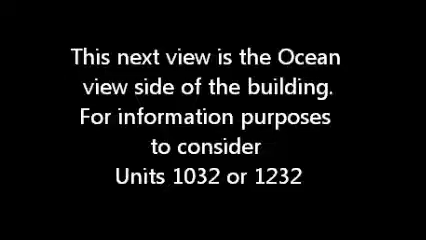 This next view is the Ocean
view side of the building.
For information purposes
to consider
Units 1032 or 1232